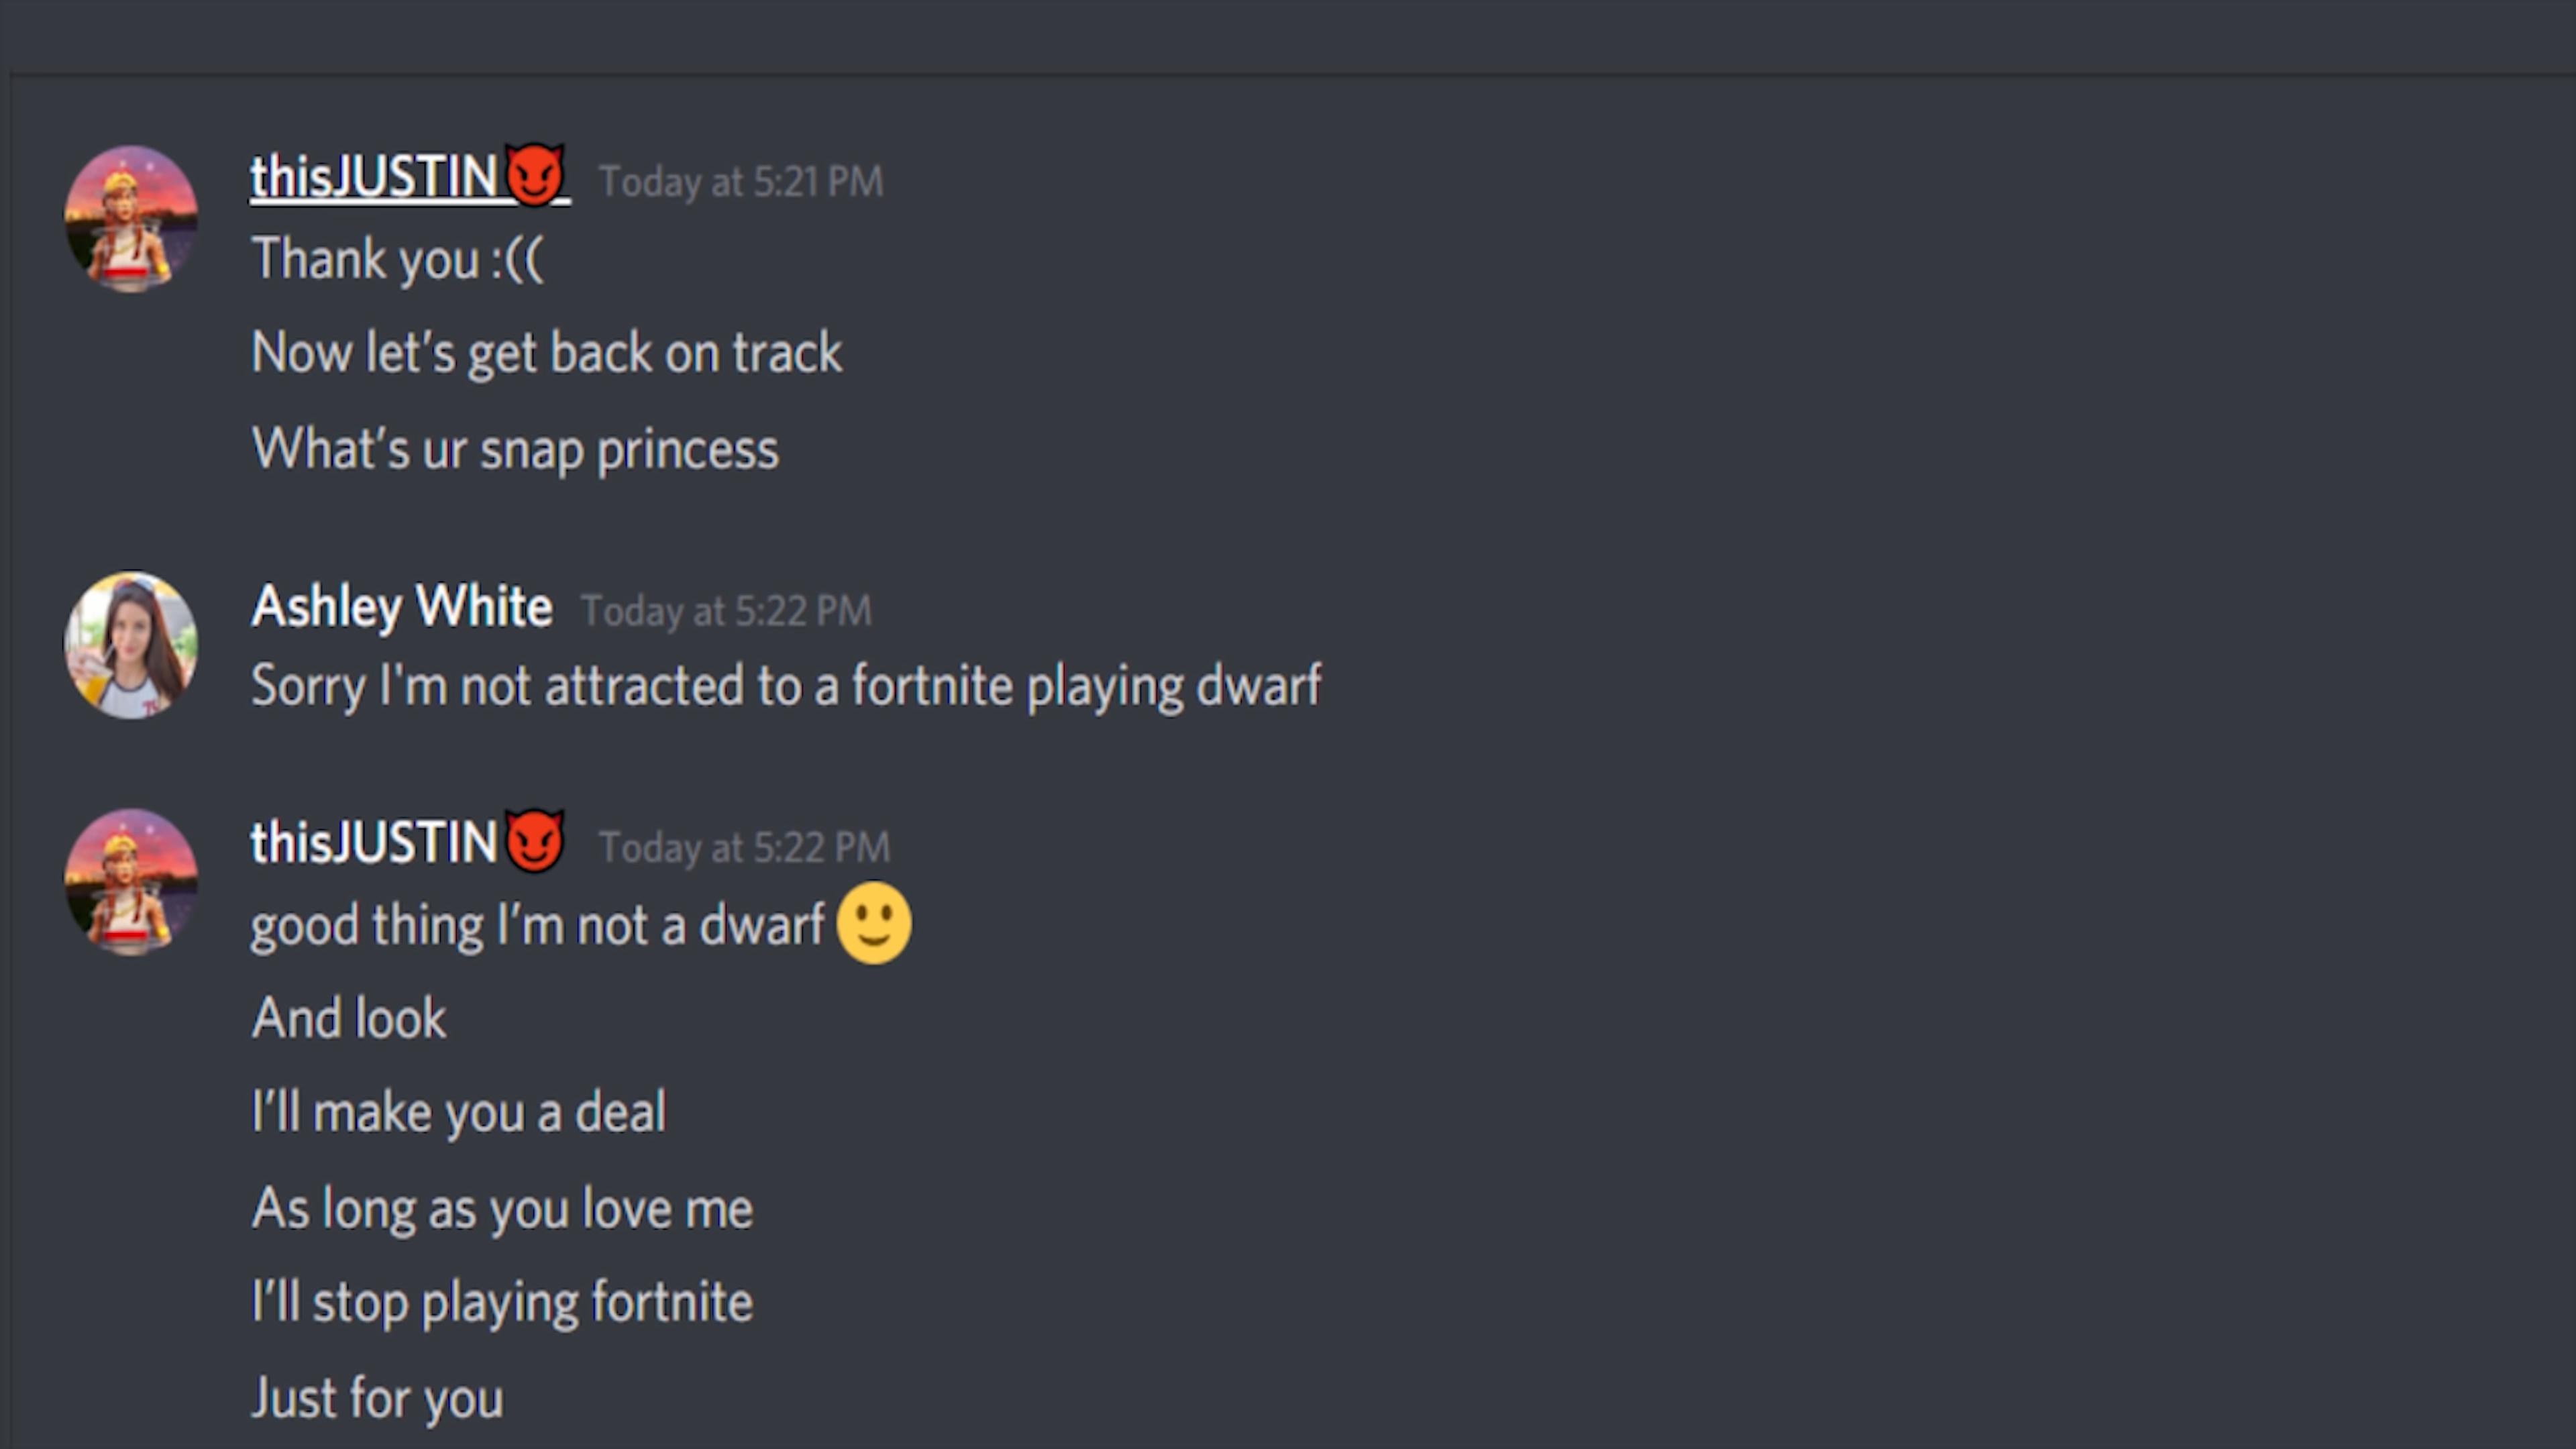 thisJUSTIN😈 Today at 5:21 PM
Thank you :((
Now let’s get back on track
What’s ur snap princess
Ashley White Today at 5:22 PM
Sorry I'm not attracted to a fortnite playing dwarf
thisJUSTIN😈 Today at 5:22 PM
good thing I’m not a dwarf 🙂
And look
I’ll make you a deal
As long as you love me
I’ll stop playing fortnite
Just for you